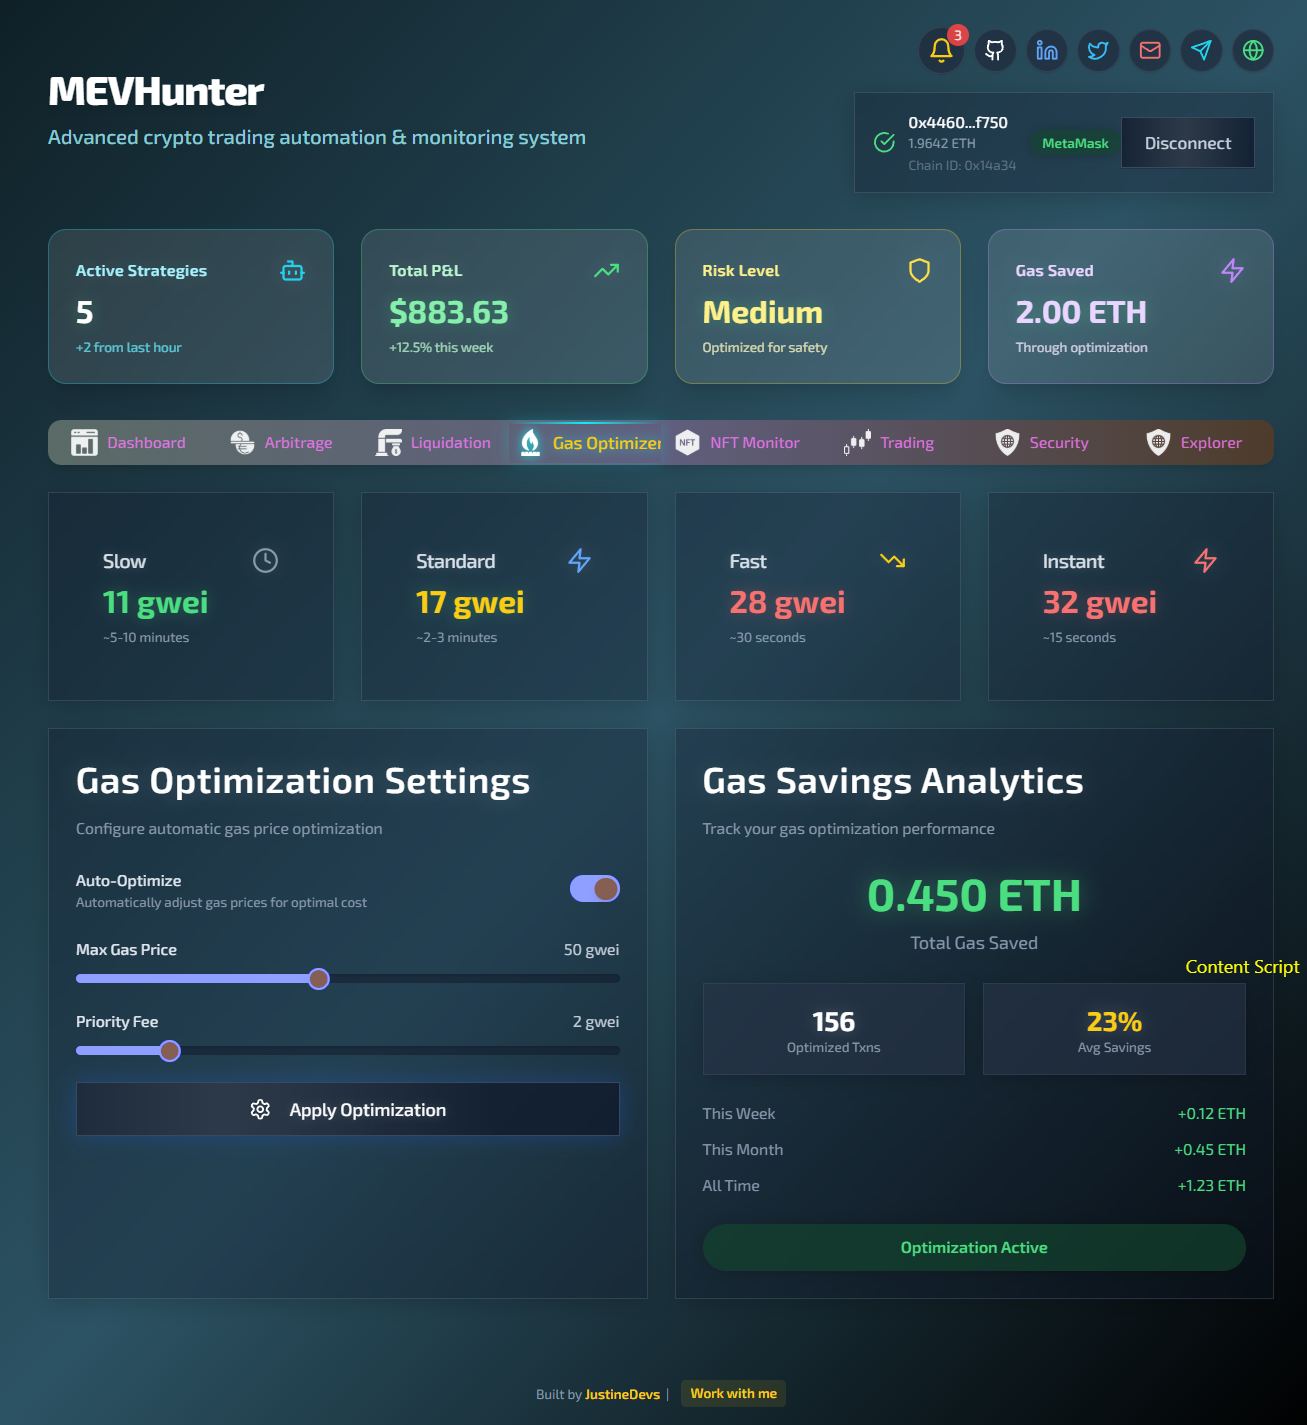 3
MEVHunter
Advanced crypto trading automation & monitoring system
0x4460...f750
1.9642 ETH
Chain ID: 0x14a34
MetaMask
Disconnect
Active Strategies
5
+2 from last hour
Total P&L
$883.63
+12.5% this week
Risk Level
Medium
Optimized for safety
Gas Saved
2.00 ETH
Through optimization
Dashboard
Arbitrage
Liquidation
Gas Optimizer
NFT
NFT Monitor
Trading
Security
Explorer
Slow
11 gwei
~5-10 minutes
Standard
17 gwei
~2-3 minutes
Fast
28 gwei
~30 seconds
Instant
32 gwei
~15 seconds
Gas Optimization Settings
Configure automatic gas price optimization
Auto-Optimize
Automatically adjust gas prices for optimal cost
Max Gas Price
50 gwei
Priority Fee
2 gwei
Apply Optimization
Gas Savings Analytics
Track your gas optimization performance
0.450 ETH
Total Gas Saved
Content Script
156
Optimized Txns
23%
Avg Savings
This Week
+0.12 ETH
This Month
+0.45 ETH
All Time
+1.23 ETH
Optimization Active
Built by JustineDevs |
Work with me